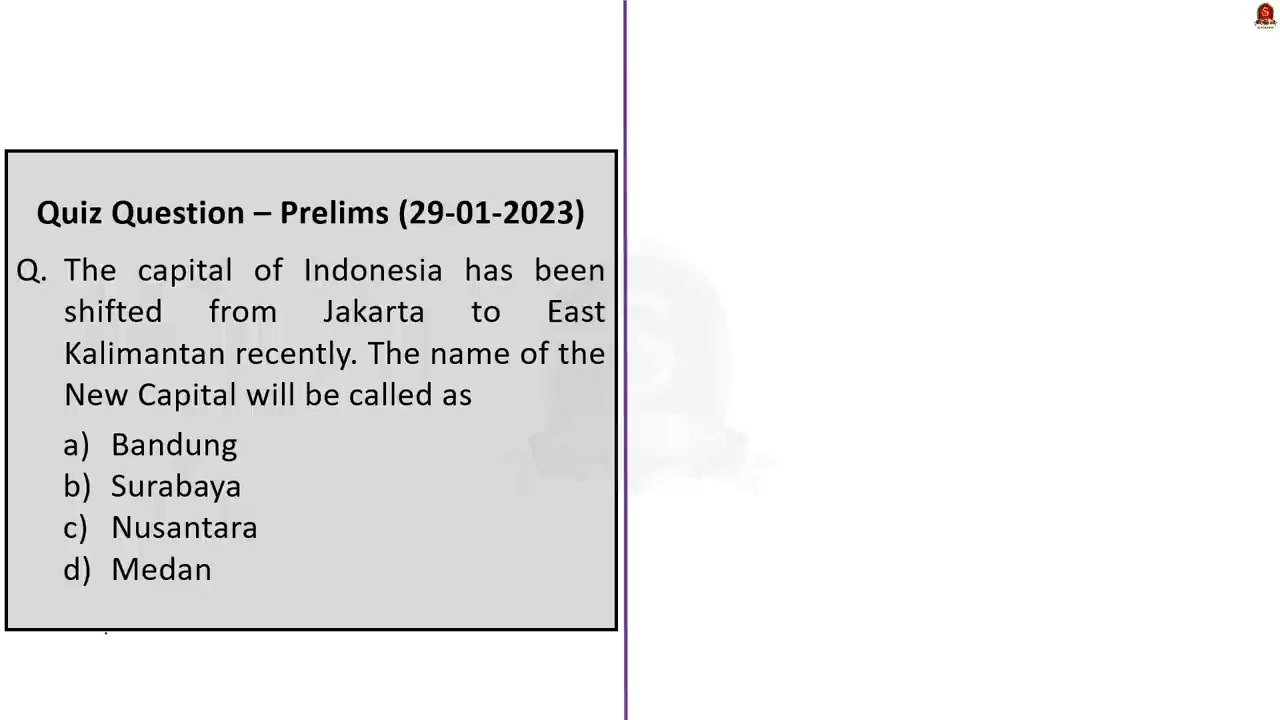 Quiz Question – Prelims (29-01-2023)
Q. The capital of Indonesia has been
shifted from Jakarta to East
Kalimantan recently. The name of the
New Capital will be called as
a) Bandung
b) Surabaya
c) Nusantara
d) Medan